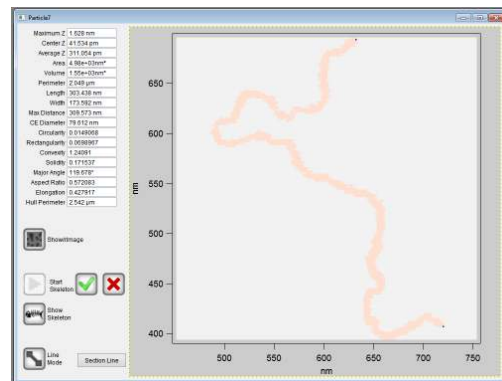 Particle7
Maximum Z 1.629 nm
Center Z 41.534 pm
Average Z 311.054 pm
Area 4.98e+03nm²
Volume 1.55e+03nm³
Perimeter 2.049 µm
Length 303.438 nm
Width 173.592 nm
Max Distance 309.573 nm
CE Diameter 79.612 nm
Circularity 0.0149068
Rectangularity 0.0698967
Convexity 1.24091
Solidity 0.171537
Major Angle 119.678°
Aspect Ratio 0.572083
Elongation 0.427917
Hull Perimeter 2.542 µm
ShowImage
Start
Skeleton
Show
Skeleton
Line
Mode
Section Line
650
600
550
500
450
400
nm
500
550
600
650
700
750
nm